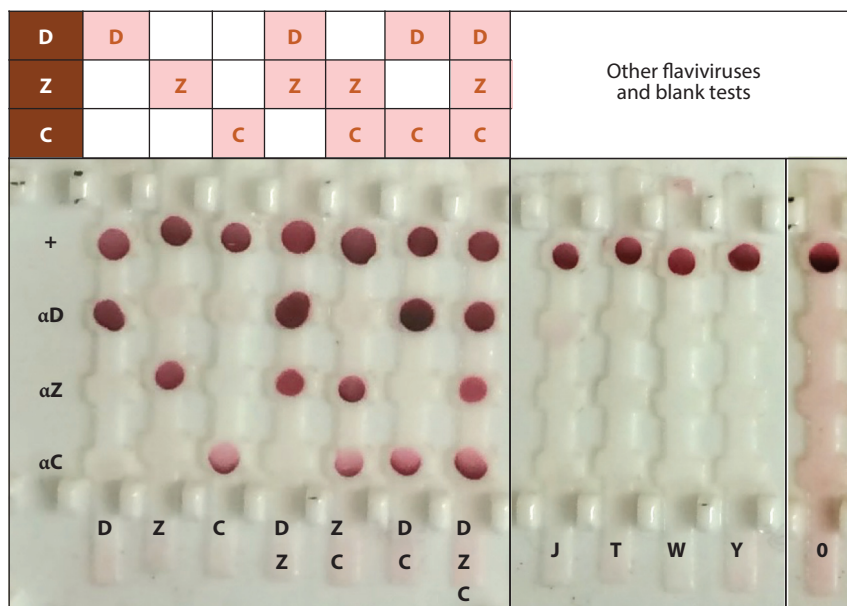 D D D D D
Z Z Z Z Z
C C C C C
Other flaviviruses
and blank tests
+
αD
αZ
αC
D Z C D Z D D
Z C C Z
C
J T W Y 0